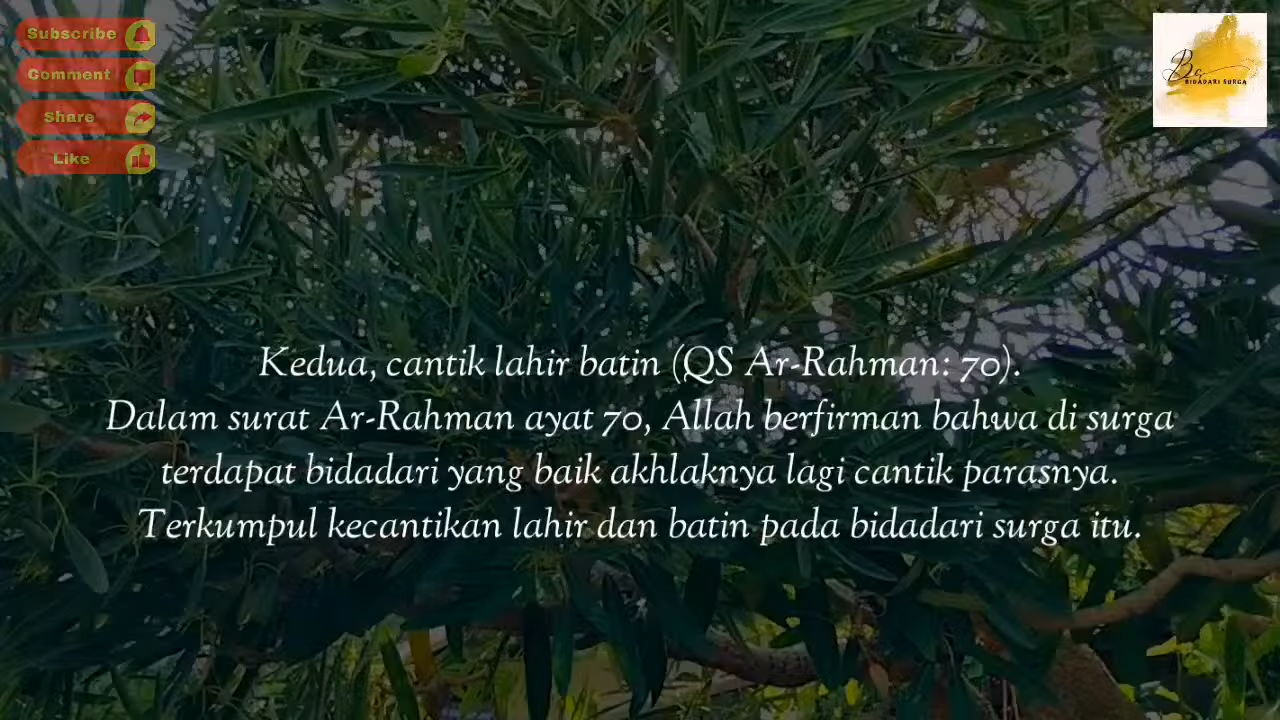 Subscribe
Comment
Share
Like
Bs
BIDADARI SURGA
Kedua, cantik lahir batin (QS Ar-Rahman: 70).
Dalam surat Ar-Rahman ayat 70, Allah berfirman bahwa di surga
terdapat bidadari yang baik akhlaknya lagi cantik parasnya.
Terkumpul kecantikan lahir dan batin pada bidadari surga itu.